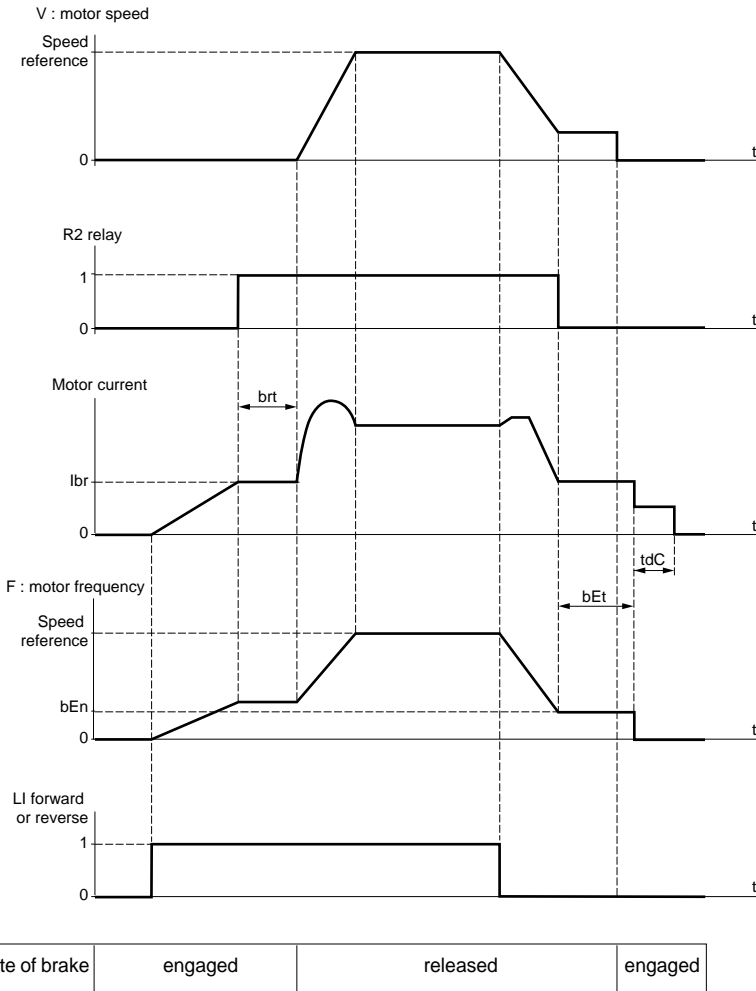 V : motor speed
Speed
reference
0
t
R2 relay
1
0
t
Motor current
brt
Ibr
0
t
tdC
F : motor frequency
bEt
Speed
reference
bEn
0
t
LI forward
or reverse
1
0
t
te of brake engaged released engaged